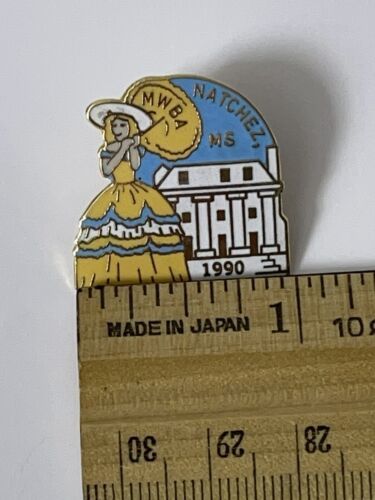 MWBA
NATCHEZ,
MS
1990
MADE IN JAPAN 1 10
30 29 28